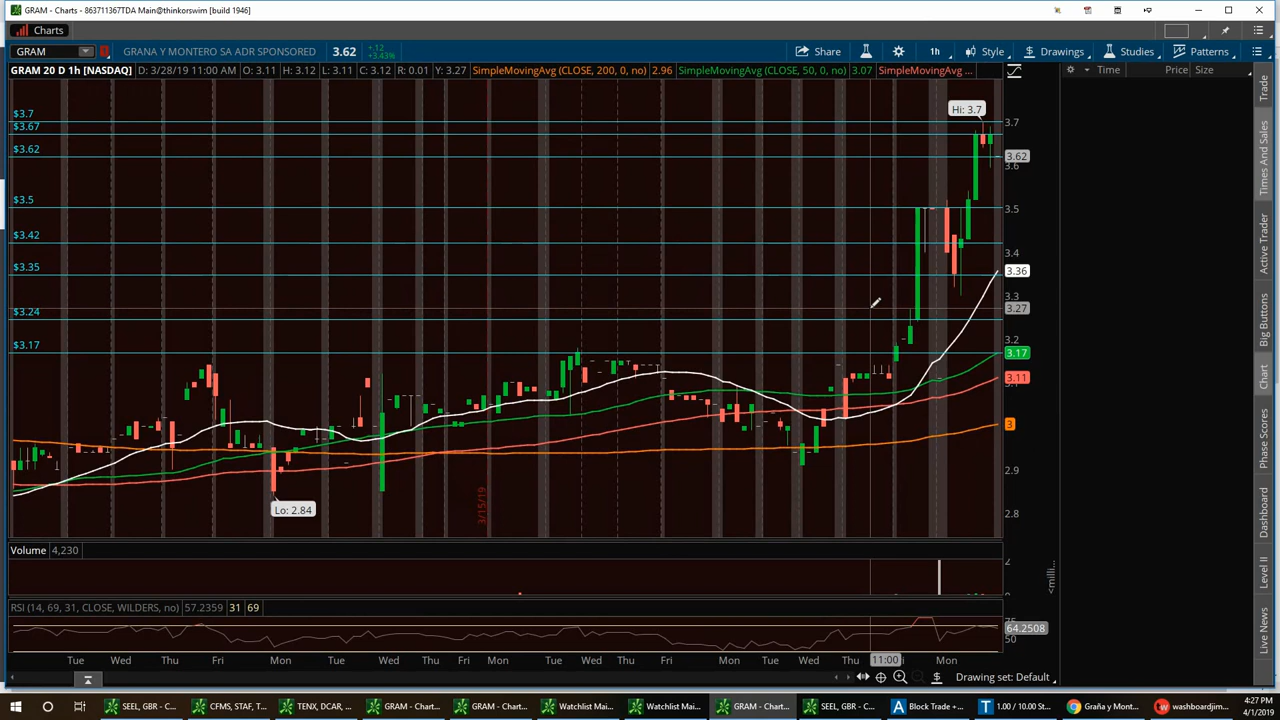 GRAM - Charts - 863711367TDA Main@thinkorswim [build 1946]
Charts
GRAM GRANA Y MONTERO SA ADR SPONSORED 3.62 +.12 +3.43% Share 1h Style Drawings Studies Patterns
GRAM 20 D 1h [NASDAQ] D: 3/28/19 11:00 AM O: 3.11 H: 3.12 L: 3.11 C: 3.12 R: 0.01 Y: 3.27 SimpleMovingAvg (CLOSE, 200, 0, no) 2.96 SimpleMovingAvg (CLOSE, 50, 0, no) 3.07 SimpleMovingAvg ...
Time Price Size
Hi: 3.7
$3.7 3.7
$3.67
$3.62 3.62
3.6
$3.5 3.5
$3.42
3.4
$3.35 3.36
3.3
3.27
$3.24
3.2
$3.17 3.17
3.11
3
2.9
Lo: 2.84
2.8
3/15/19
Volume 4,230
<milli...
RSI (14, 69, 31, CLOSE, WILDERS, no) 57.2359 31 69
75
64.2508
50
Tue Wed Thu Fri Mon Tue Wed Thu Fri Mon Tue Wed Thu Fri Mon Tue Wed Thu 11:00 Mon
Drawing set: Default
Trade
Times And Sales
Active Trader
Big Buttons
Chart
Phase Scores
Dashboard
Level II
Live News
SEEL, GBR - C... CFMS, STAF, T... TENX, DCAR, ... GRAM - Chart... GRAM - Chart... Watchlist Mai... Watchlist Mai... GRAM - Chart... SEEL, GBR - C... Block Trade +... 1.00 / 10.00 St... Graña y Mont... washboardjim...
4:27 PM
4/1/2019